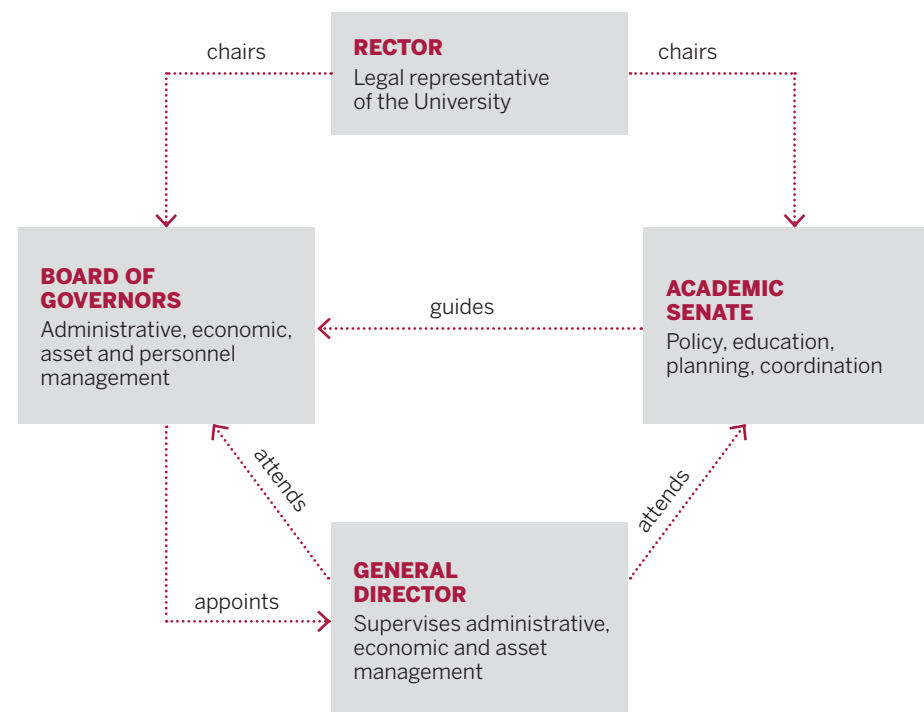 chairs
RECTOR
Legal representative
of the University
chairs
BOARD OF
GOVERNORS
Administrative, economic,
asset and personnel
management
guides
ACADEMIC
SENATE
Policy, education,
planning, coordination
attends
attends
appoints
GENERAL
DIRECTOR
Supervises administrative,
economic and asset
management